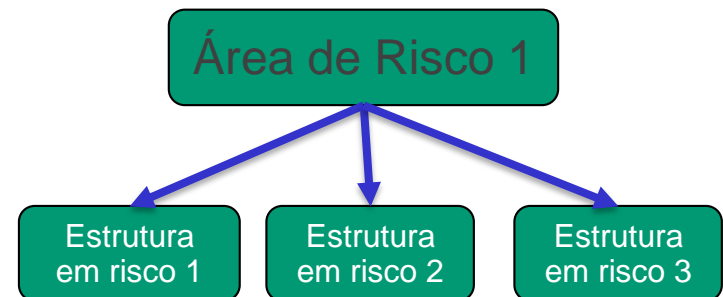 Área de Risco 1
Estrutura
em risco 1
Estrutura
em risco 2
Estrutura
em risco 3